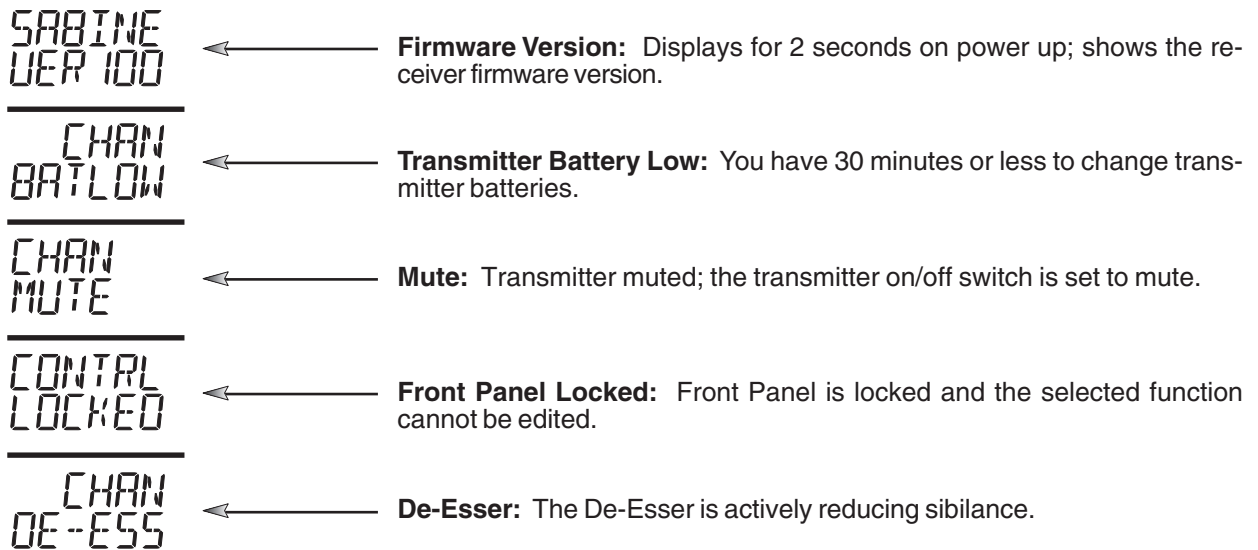 SABINE
VER 100
Firmware Version: Displays for 2 seconds on power up; shows the re-
ceiver firmware version.
CHAN
BATLOW
Transmitter Battery Low: You have 30 minutes or less to change trans-
mitter batteries.
CHAN
MUTE
Mute: Transmitter muted; the transmitter on/off switch is set to mute.
CONTRL
LOCKED
Front Panel Locked: Front Panel is locked and the selected function
cannot be edited.
CHAN
DE-ESS
De-Esser: The De-Esser is actively reducing sibilance.